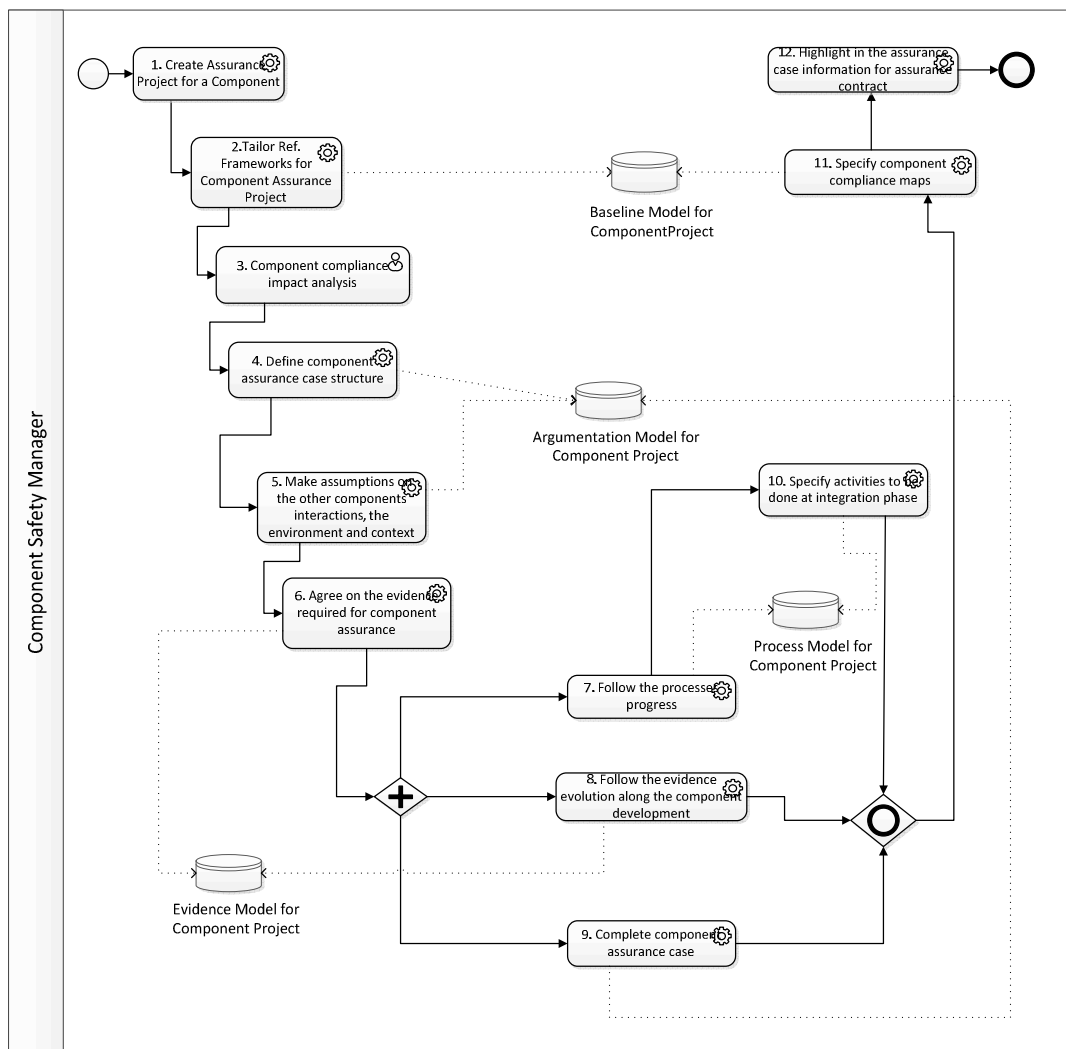 Component Safety Manager
1. Create Assurance
Project for a Component
2.Tailor Ref.
Frameworks for
Component Assurance
Project
3. Component compliance
impact analysis
4. Define component
assurance case structure
5. Make assumptions on
the other components
interactions, the
environment and context
6. Agree on the evidence
required for component
assurance
7. Follow the processes
progress
8. Follow the evidence
evolution along the component
development
9. Complete component
assurance case
10. Specify activities to be
done at integration phase
11. Specify component
compliance maps
12. Highlight in the assurance
case information for assurance
contract
Baseline Model for
ComponentProject
Argumentation Model for
Component Project
Process Model for
Component Project
Evidence Model for
Component Project